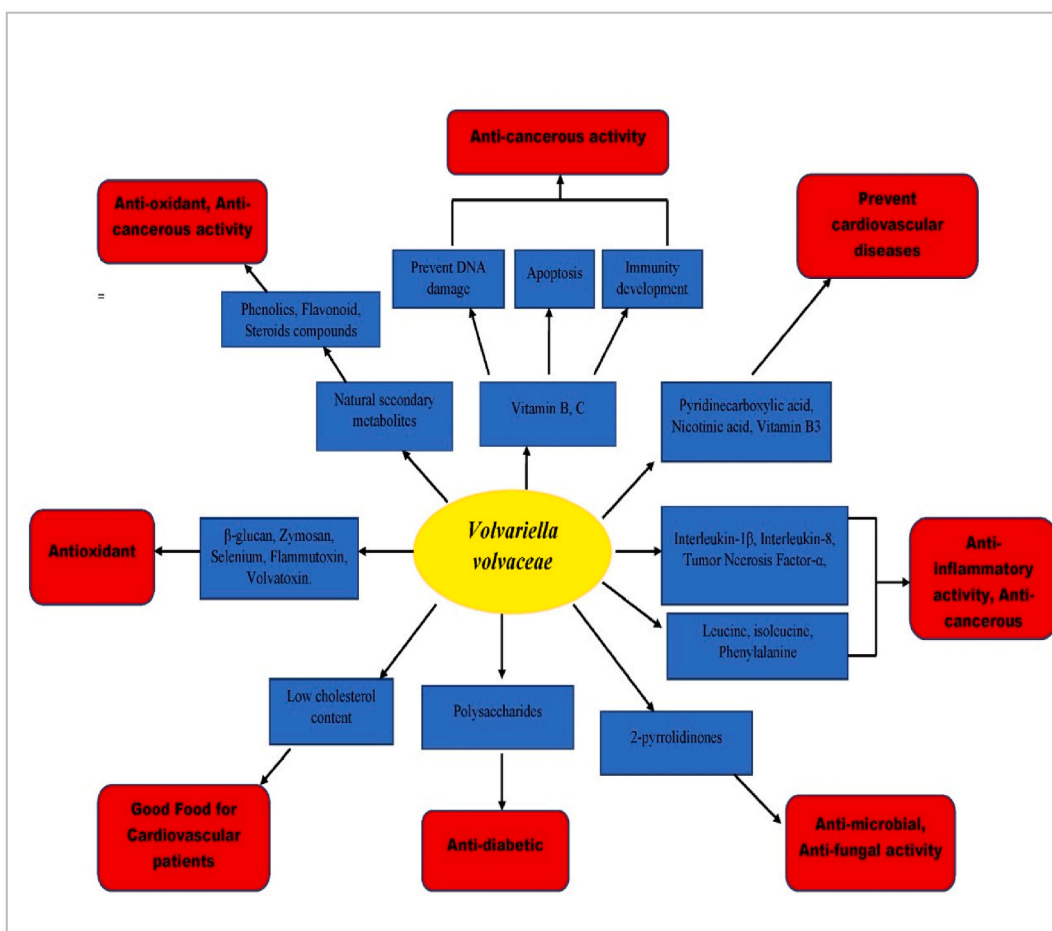 Anti-cancerous activity
Anti-oxidant, Anti-
cancerous activity
Prevent
cardiovascular
diseases
Prevent DNA
damage
Apoptosis
Immunity
development
=
Phenolics, Flavonoid,
Steroids compounds
Natural secondary
metabolites
Vitamin B, C
Pyridinecarboxylic acid,
Nicotinic acid, Vitamin B3
Volvariella
volvaceae
Antioxidant
β-glucan, Zymosan,
Selenium, Flammutoxin,
Volvatoxin.
Interleukin-1β, Interleukin-8,
Tumor Necrosis Factor-α,
Anti-
inflammatory
activity, Anti-
cancerous
Leucine, isoleucine,
Phenylalanine
Low cholesterol
content
Polysaccharides
2-pyrrolidinones
Good Food for
Cardiovascular
patients
Anti-diabetic
Anti-microbial,
Anti-fungal activity